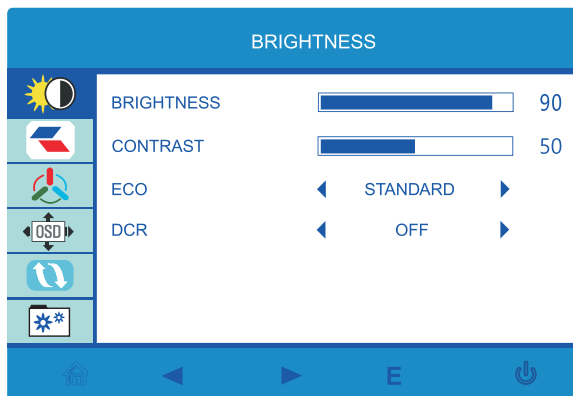 BRIGHTNESS
BRIGHTNESS 90
CONTRAST 50
ECO STANDARD
DCR OFF
OSD
E